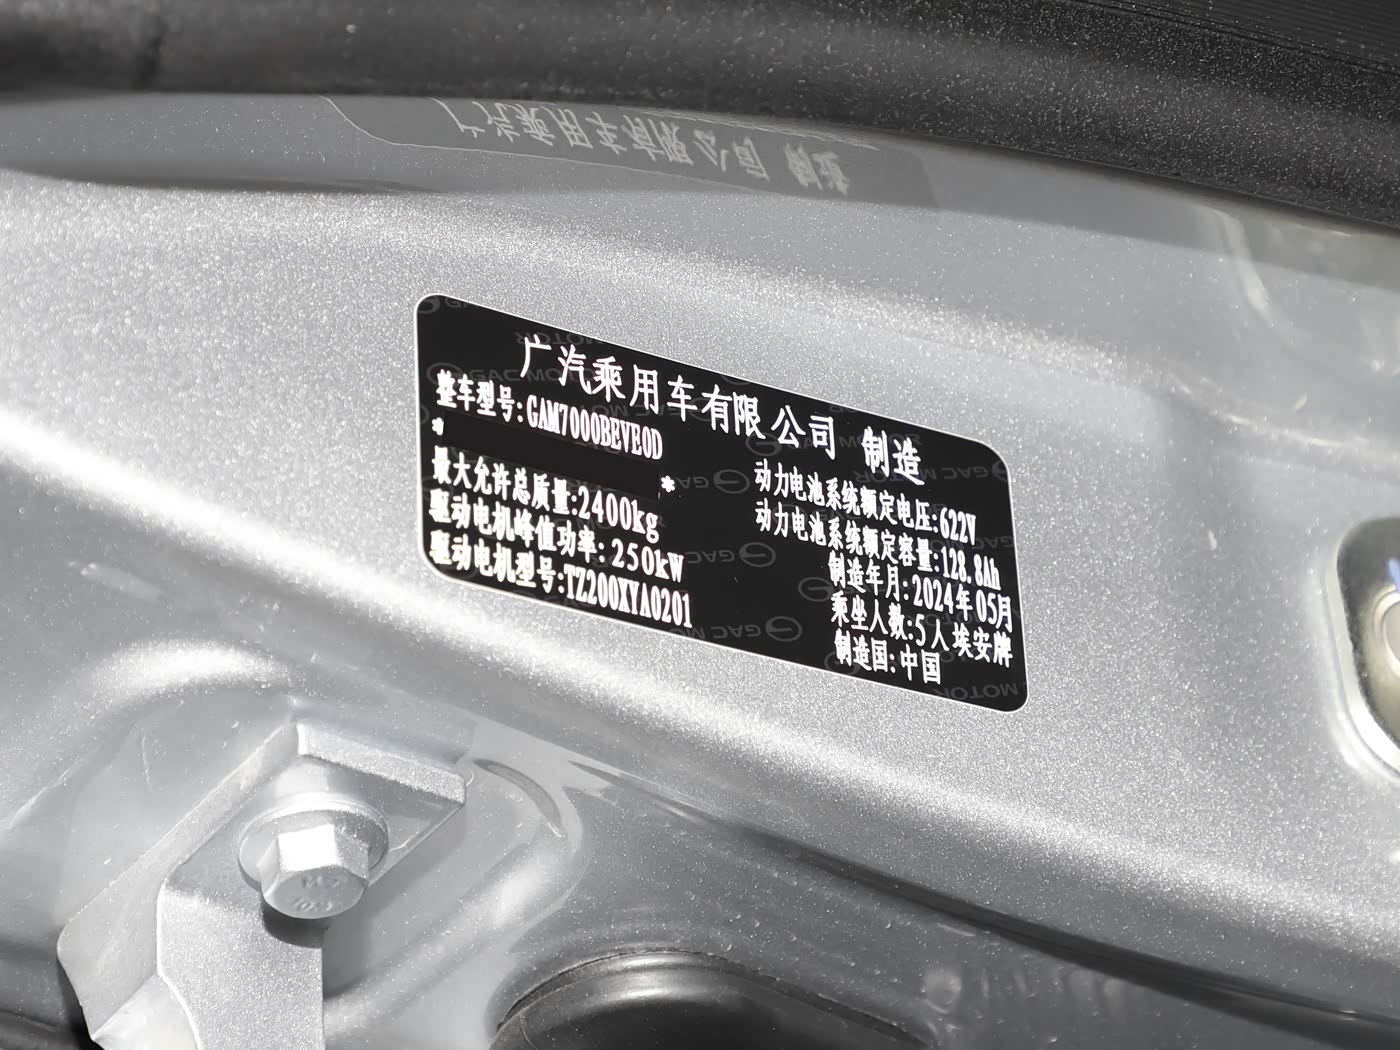 广汽乘用车有限公司 制造
整车型号:GAM7000BEVE0D
* *
最大允许总质量:2400kg
驱动电机峰值功率:250kW
驱动电机型号:TZ200XYA0201
动力电池系统额定电压:622V
动力电池系统额定容量:128.8Ah
制造年月:2024年05月
乘坐人数:5人 埃安牌
制造国:中国
GAC MOTOR